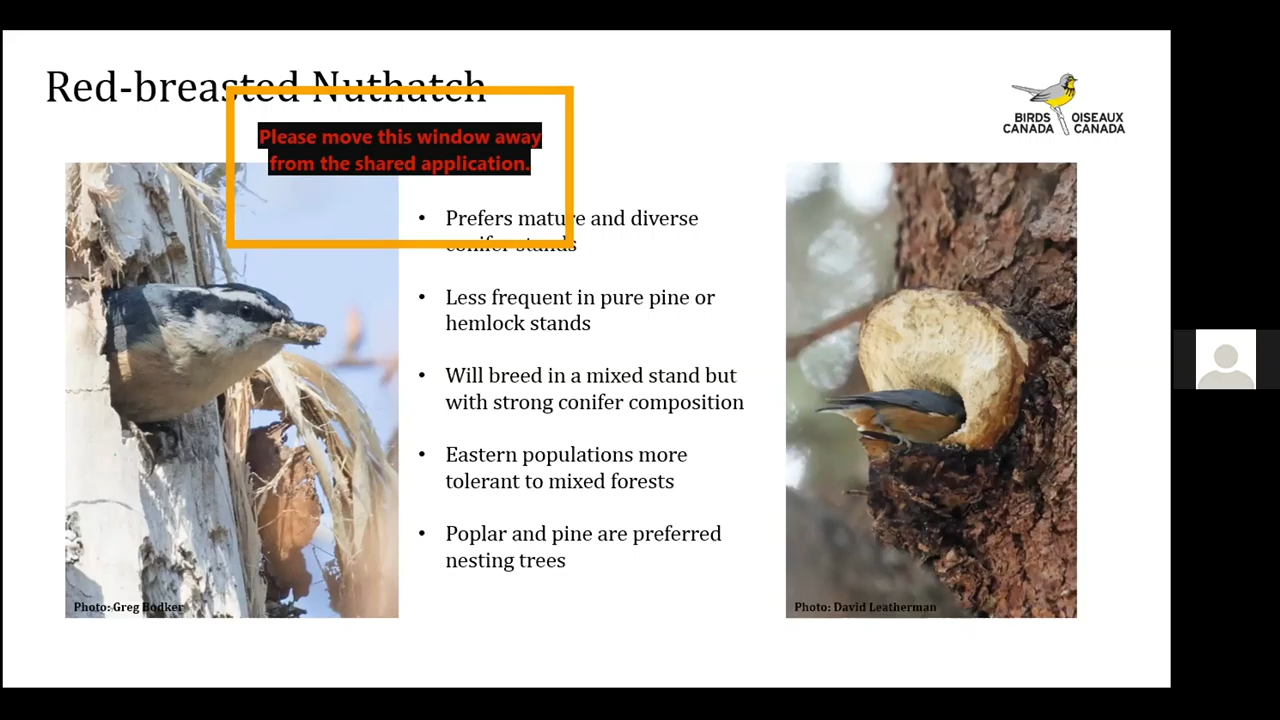 Red-breasted Nuthatch
BIRDS OISEAUX
CANADA CANADA
Please move this window away
from the shared application.
• Prefers mature and diverse
conifer stands
• Less frequent in pure pine or
hemlock stands
• Will breed in a mixed stand but
with strong conifer composition
• Eastern populations more
tolerant to mixed forests
• Poplar and pine are preferred
nesting trees
Photo: Greg Bodker
Photo: David Leatherman